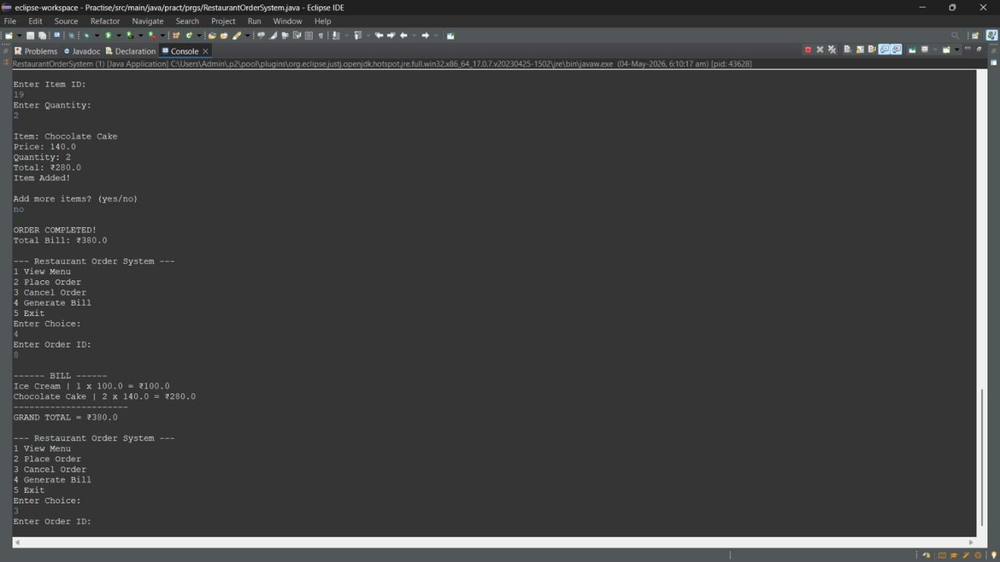 eclipse-workspace - Practise/src/main/java/pract/prgs/RestaurantOrderSystem.java - Eclipse IDE
File Edit Source Refactor Navigate Search Project Run Window Help
Problems Javadoc Declaration Console
RestaurantOrderSystem (1) [Java Application] C:\Users\Admin\.p2\pool\plugins\org.eclipse.justj.openjdk.hotspot.jre.full.win32.x86_64_17.0.7.v20230425-1502\jre\bin\javaw.exe (04-May-2026, 6:10:17 am) [pid: 43628]
Enter Item ID:
19
Enter Quantity:
2
Item: Chocolate Cake
Price: 140.0
Quantity: 2
Total: ₹280.0
Item Added!
Add more items? (yes/no)
no
ORDER COMPLETED!
Total Bill: ₹380.0
--- Restaurant Order System ---
1 View Menu
2 Place Order
3 Cancel Order
4 Generate Bill
5 Exit
Enter Choice:
4
Enter Order ID:
8
------ BILL ------
Ice Cream | 1 x 100.0 = ₹100.0
Chocolate Cake | 2 x 140.0 = ₹280.0
----------------------
GRAND TOTAL = ₹380.0
--- Restaurant Order System ---
1 View Menu
2 Place Order
3 Cancel Order
4 Generate Bill
5 Exit
Enter Choice:
3
Enter Order ID: